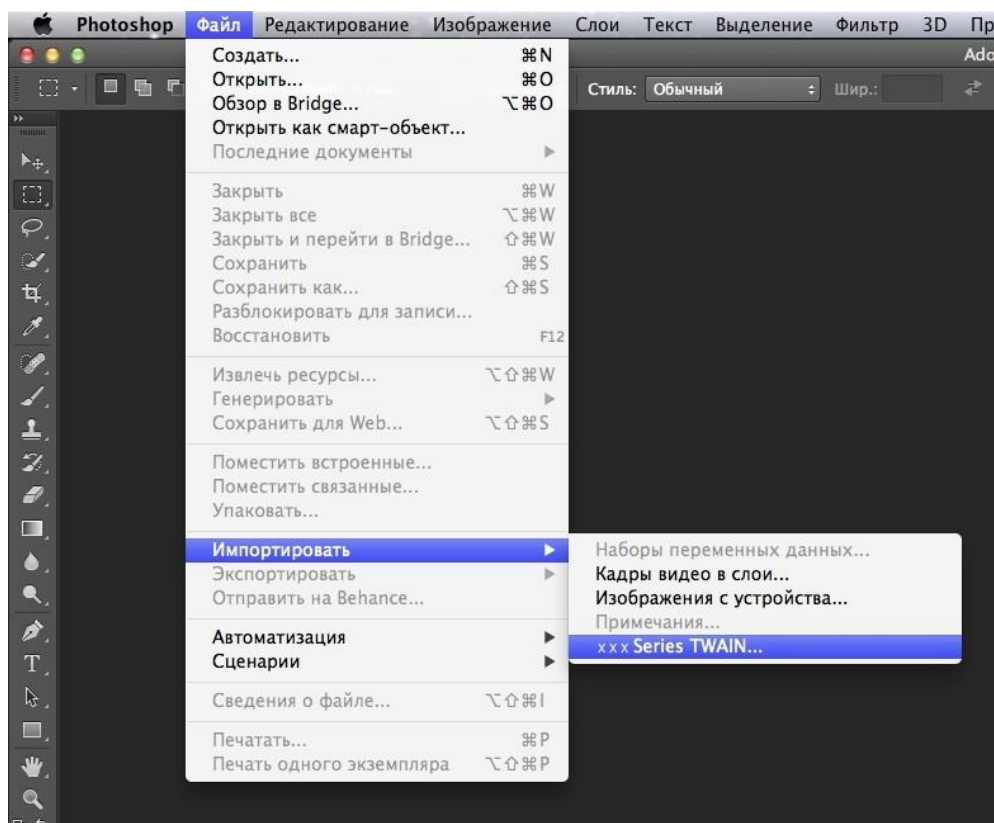 Photoshop Файл Редактирование Изображение Слои Текст Выделение Фильтр 3D Пр
Ado
Стиль: Обычный Шир.:
Создать... ⌘N
Открыть... ⌘O
Обзор в Bridge... ⌥⌘O
Открыть как смарт-объект...
Последние документы
Закрыть ⌘W
Закрыть все ⌥⌘W
Закрыть и перейти в Bridge... ⇧⌘W
Сохранить ⌘S
Сохранить как... ⇧⌘S
Разблокировать для записи...
Восстановить F12
Извлечь ресурсы... ⌥⇧⌘W
Генерировать
Сохранить для Web... ⌥⇧⌘S
Поместить встроенные...
Поместить связанные...
Упаковать...
Импортировать
Экспортировать
Отправить на Behance...
Автоматизация
Сценарии
Сведения о файле... ⌥⇧⌘I
Печатать... ⌘P
Печать одного экземпляра ⌥⇧⌘P
Наборы переменных данных...
Кадры видео в слои...
Изображения с устройства...
Примечания...
x x x Series TWAIN...